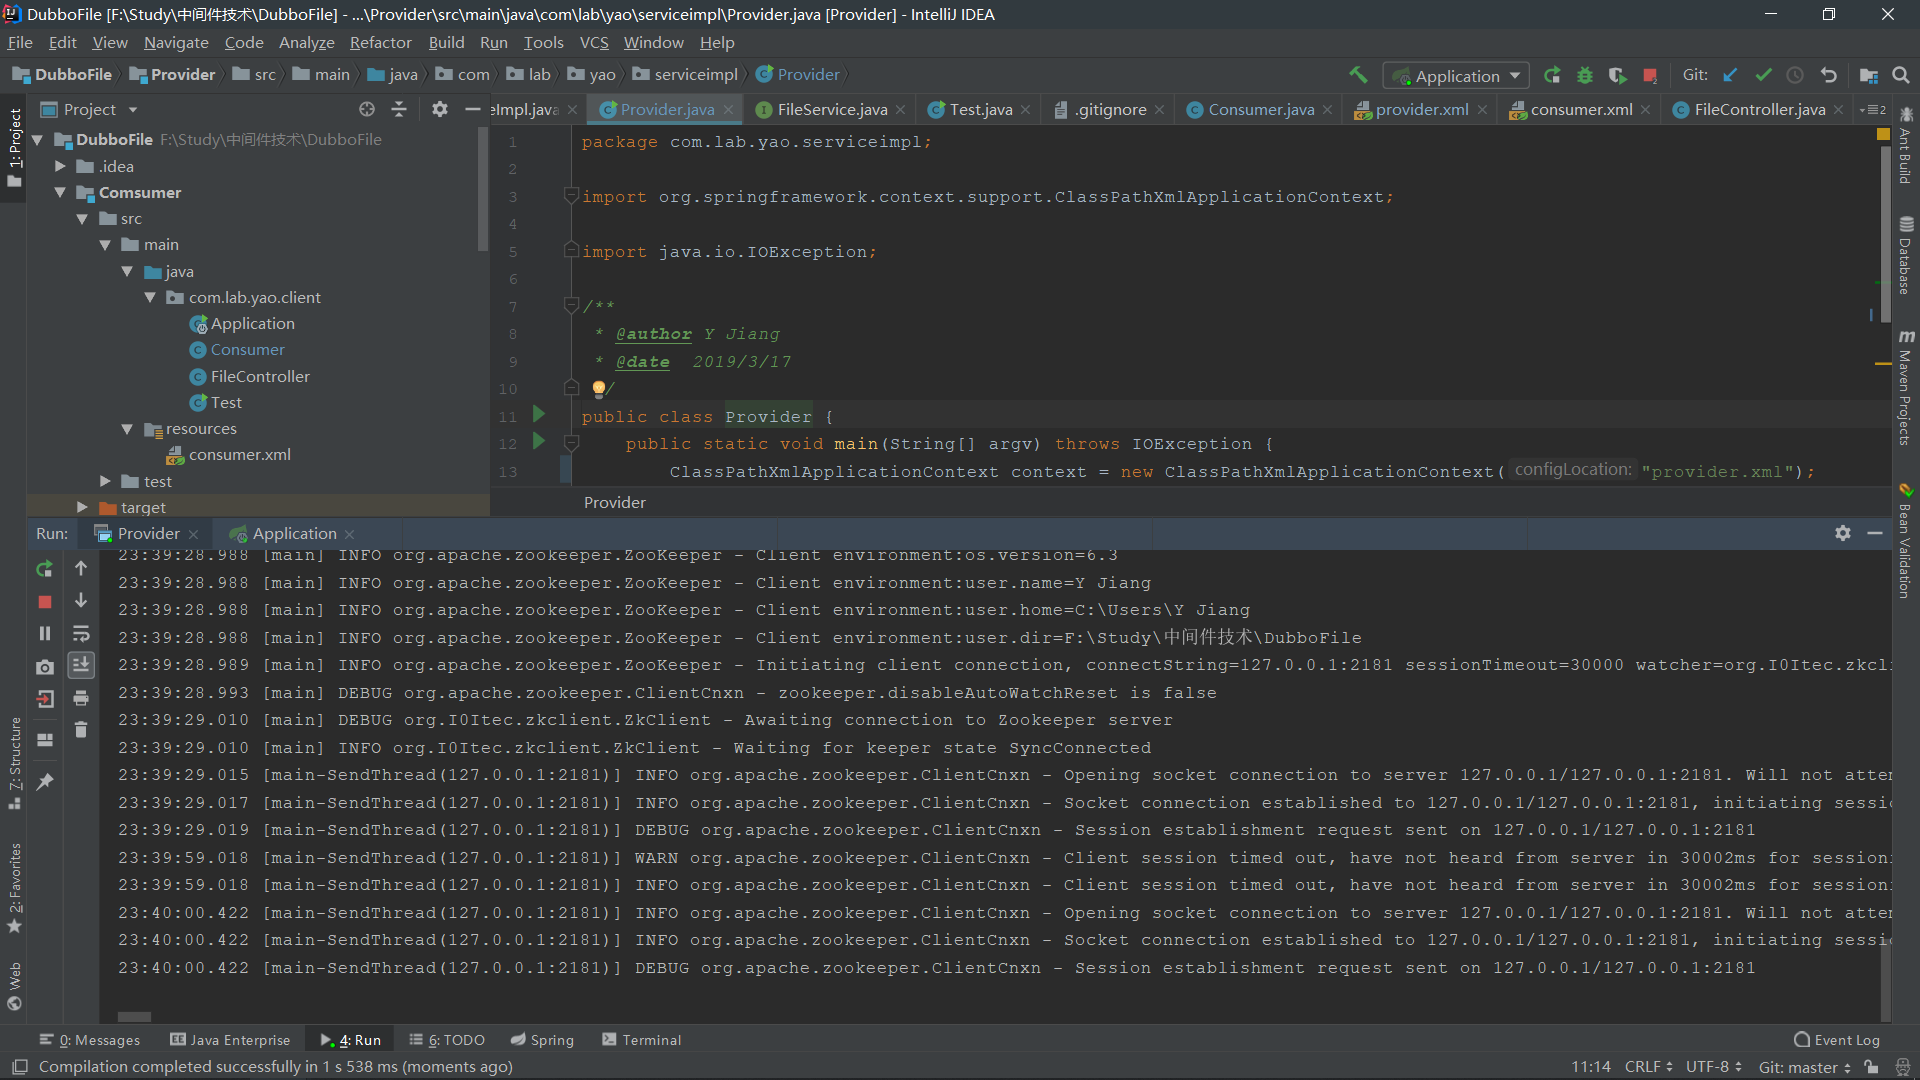 DubboFile [F:\Study\中间件技术\DubboFile] - ...\Provider\src\main\java\com\lab\yao\serviceimpl\Provider.java [Provider] - IntelliJ IDEA
File Edit View Navigate Code Analyze Refactor Build Run Tools VCS Window Help
DubboFile Provider src main java com lab yao serviceimpl Provider Application Git:
Project
eImpl.java Provider.java FileService.java Test.java .gitignore Consumer.java provider.xml consumer.xml FileController.java 2
1: Project
DubboFile F:\Study\中间件技术\DubboFile
.idea
Comsumer
src
main
java
com.lab.yao.client
Application
Consumer
FileController
Test
resources
consumer.xml
test
target
1 package com.lab.yao.serviceimpl;
2
3 import org.springframework.context.support.ClassPathXmlApplicationContext;
4
5 import java.io.IOException;
6
7 /**
8 * @author Y Jiang
9 * @date 2019/3/17
10 */
11 public class Provider {
12 public static void main(String[] argv) throws IOException {
13 ClassPathXmlApplicationContext context = new ClassPathXmlApplicationContext( configLocation: "provider.xml");
Provider
Ant Build
Database
Maven Projects
Bean Validation
Run: Provider Application
23:39:28.988 [main] INFO org.apache.zookeeper.ZooKeeper - Client environment:os.version=6.3
23:39:28.988 [main] INFO org.apache.zookeeper.ZooKeeper - Client environment:user.name=Y Jiang
23:39:28.988 [main] INFO org.apache.zookeeper.ZooKeeper - Client environment:user.home=C:\Users\Y Jiang
23:39:28.988 [main] INFO org.apache.zookeeper.ZooKeeper - Client environment:user.dir=F:\Study\中间件技术\DubboFile
23:39:28.989 [main] INFO org.apache.zookeeper.ZooKeeper - Initiating client connection, connectString=127.0.0.1:2181 sessionTimeout=30000 watcher=org.I0Itec.zkcli
23:39:28.993 [main] DEBUG org.apache.zookeeper.ClientCnxn - zookeeper.disableAutoWatchReset is false
23:39:29.010 [main] DEBUG org.I0Itec.zkclient.ZkClient - Awaiting connection to Zookeeper server
23:39:29.010 [main] INFO org.I0Itec.zkclient.ZkClient - Waiting for keeper state SyncConnected
23:39:29.015 [main-SendThread(127.0.0.1:2181)] INFO org.apache.zookeeper.ClientCnxn - Opening socket connection to server 127.0.0.1/127.0.0.1:2181. Will not atten
23:39:29.017 [main-SendThread(127.0.0.1:2181)] INFO org.apache.zookeeper.ClientCnxn - Socket connection established to 127.0.0.1/127.0.0.1:2181, initiating sessio
23:39:29.019 [main-SendThread(127.0.0.1:2181)] DEBUG org.apache.zookeeper.ClientCnxn - Session establishment request sent on 127.0.0.1/127.0.0.1:2181
23:39:59.018 [main-SendThread(127.0.0.1:2181)] WARN org.apache.zookeeper.ClientCnxn - Client session timed out, have not heard from server in 30002ms for sessioni
23:39:59.018 [main-SendThread(127.0.0.1:2181)] INFO org.apache.zookeeper.ClientCnxn - Client session timed out, have not heard from server in 30002ms for sessioni
23:40:00.422 [main-SendThread(127.0.0.1:2181)] INFO org.apache.zookeeper.ClientCnxn - Opening socket connection to server 127.0.0.1/127.0.0.1:2181. Will not atten
23:40:00.422 [main-SendThread(127.0.0.1:2181)] INFO org.apache.zookeeper.ClientCnxn - Socket connection established to 127.0.0.1/127.0.0.1:2181, initiating sessio
23:40:00.422 [main-SendThread(127.0.0.1:2181)] DEBUG org.apache.zookeeper.ClientCnxn - Session establishment request sent on 127.0.0.1/127.0.0.1:2181
Z: Structure
2: Favorites
Web
0: Messages Java Enterprise 4: Run 6: TODO Spring Terminal Event Log
Compilation completed successfully in 1 s 538 ms (moments ago) 11:14 CRLF UTF-8 Git: master